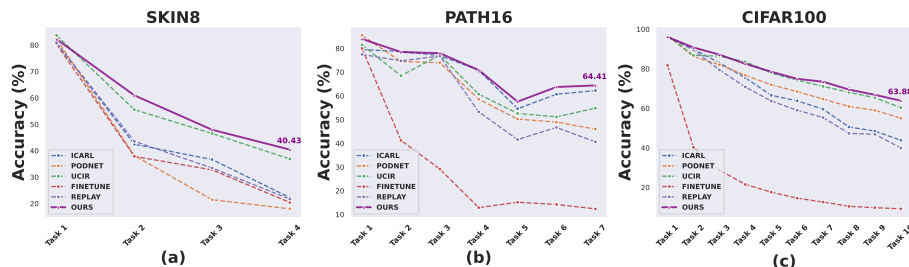 SKIN8
Accuracy (%)
80
70
60
50
40
30
20
40.43
ICARL
PODNET
UCIR
FINETUNE
REPLAY
OURS
Task 1
Task 2
Task 3
Task 4
(a)
PATH16
Accuracy (%)
80
70
60
50
40
30
20
10
64.41
ICARL
PODNET
UCIR
FINETUNE
REPLAY
OURS
Task 1
Task 2
Task 3
Task 4
Task 5
Task 6
Task 7
(b)
CIFAR100
Accuracy (%)
100
80
60
40
20
63.88
ICARL
PODNET
UCIR
FINETUNE
REPLAY
OURS
Task 1
Task 2
Task 3
Task 4
Task 5
Task 6
Task 7
Task 8
Task 9
Task 10
(c)